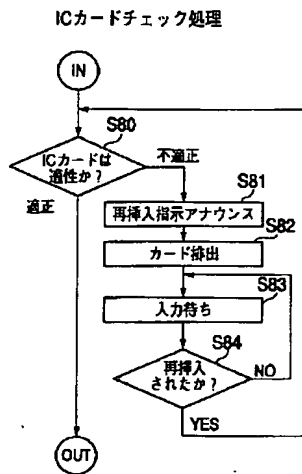 ICカードチェック処理
IN
S80
ICカードは
適性か?
不適正
適正
S81
再挿入指示アナウンス
S82
カード排出
S83
入力待ち
S84
再挿入
されたか?
NO
YES
OUT